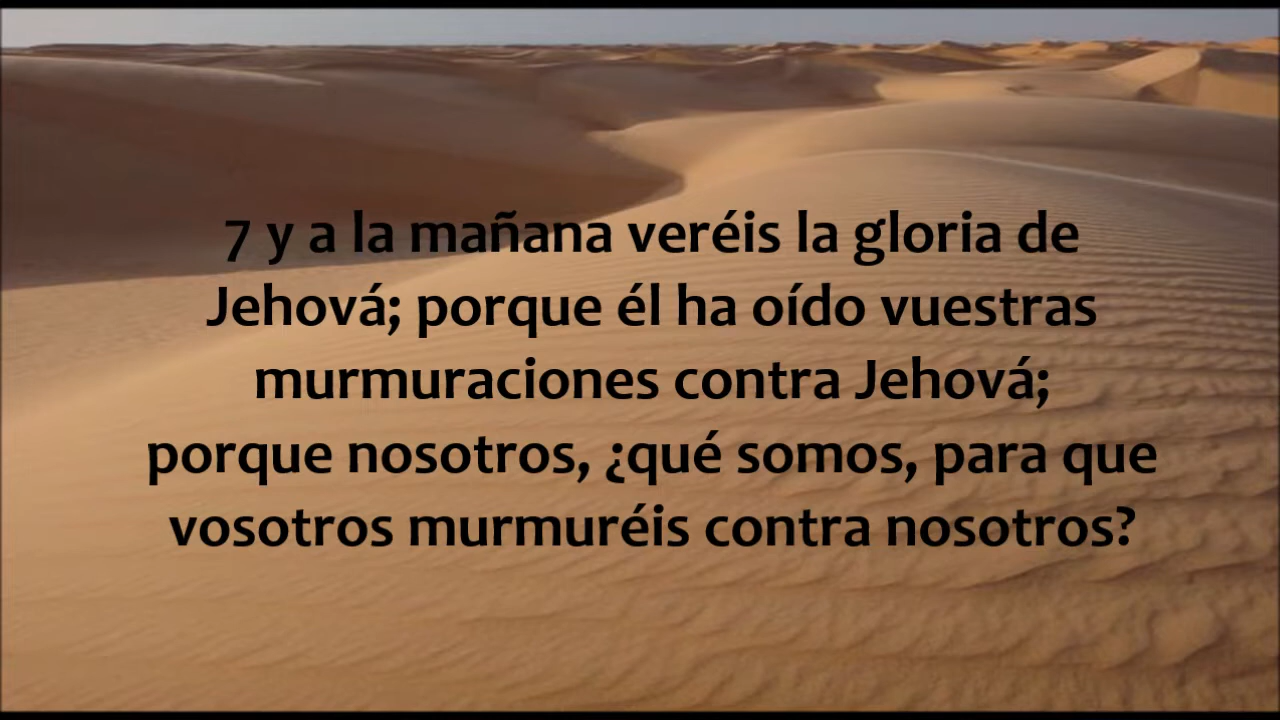 7 y a la mañana veréis la gloria de
Jehová; porque él ha oído vuestras
murmuraciones contra Jehová;
porque nosotros, ¿qué somos, para que
vosotros murmuréis contra nosotros?